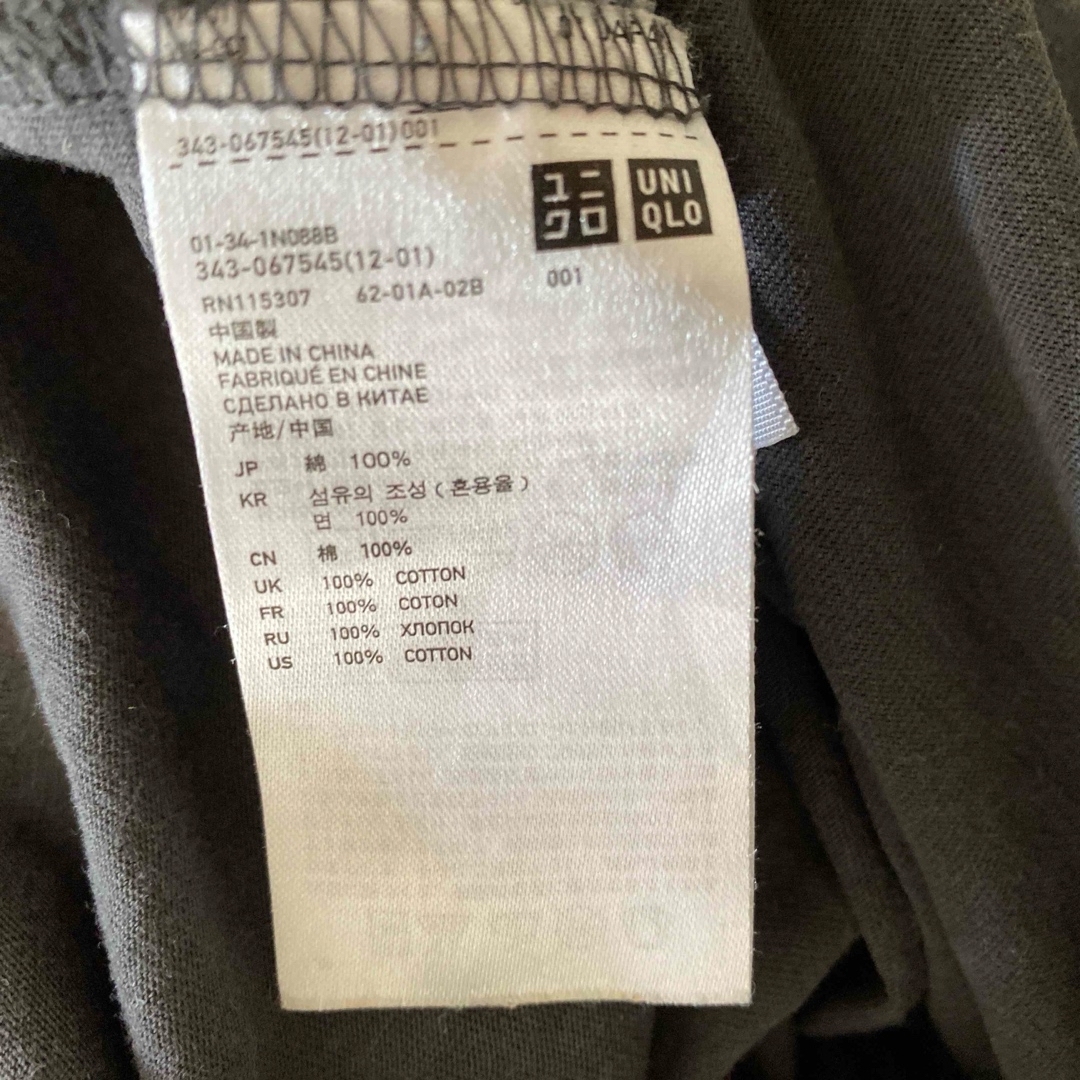 343-067545(12-01)001
ユニ
クロ
UNI
QLO
01-34-1N088B
343-067545(12-01)
RN115307 62-01A-02B 001
中国製
MADE IN CHINA
FABRIQUÉ EN CHINE
СДЕЛАНО В КИТАЕ
产地/中国
JP 綿 100%
KR 섬유의 조성 ( 혼용율 )
면 100%
CN 棉 100%
UK 100% COTTON
FR 100% COTON
RU 100% ХЛОПОК
US 100% COTTON